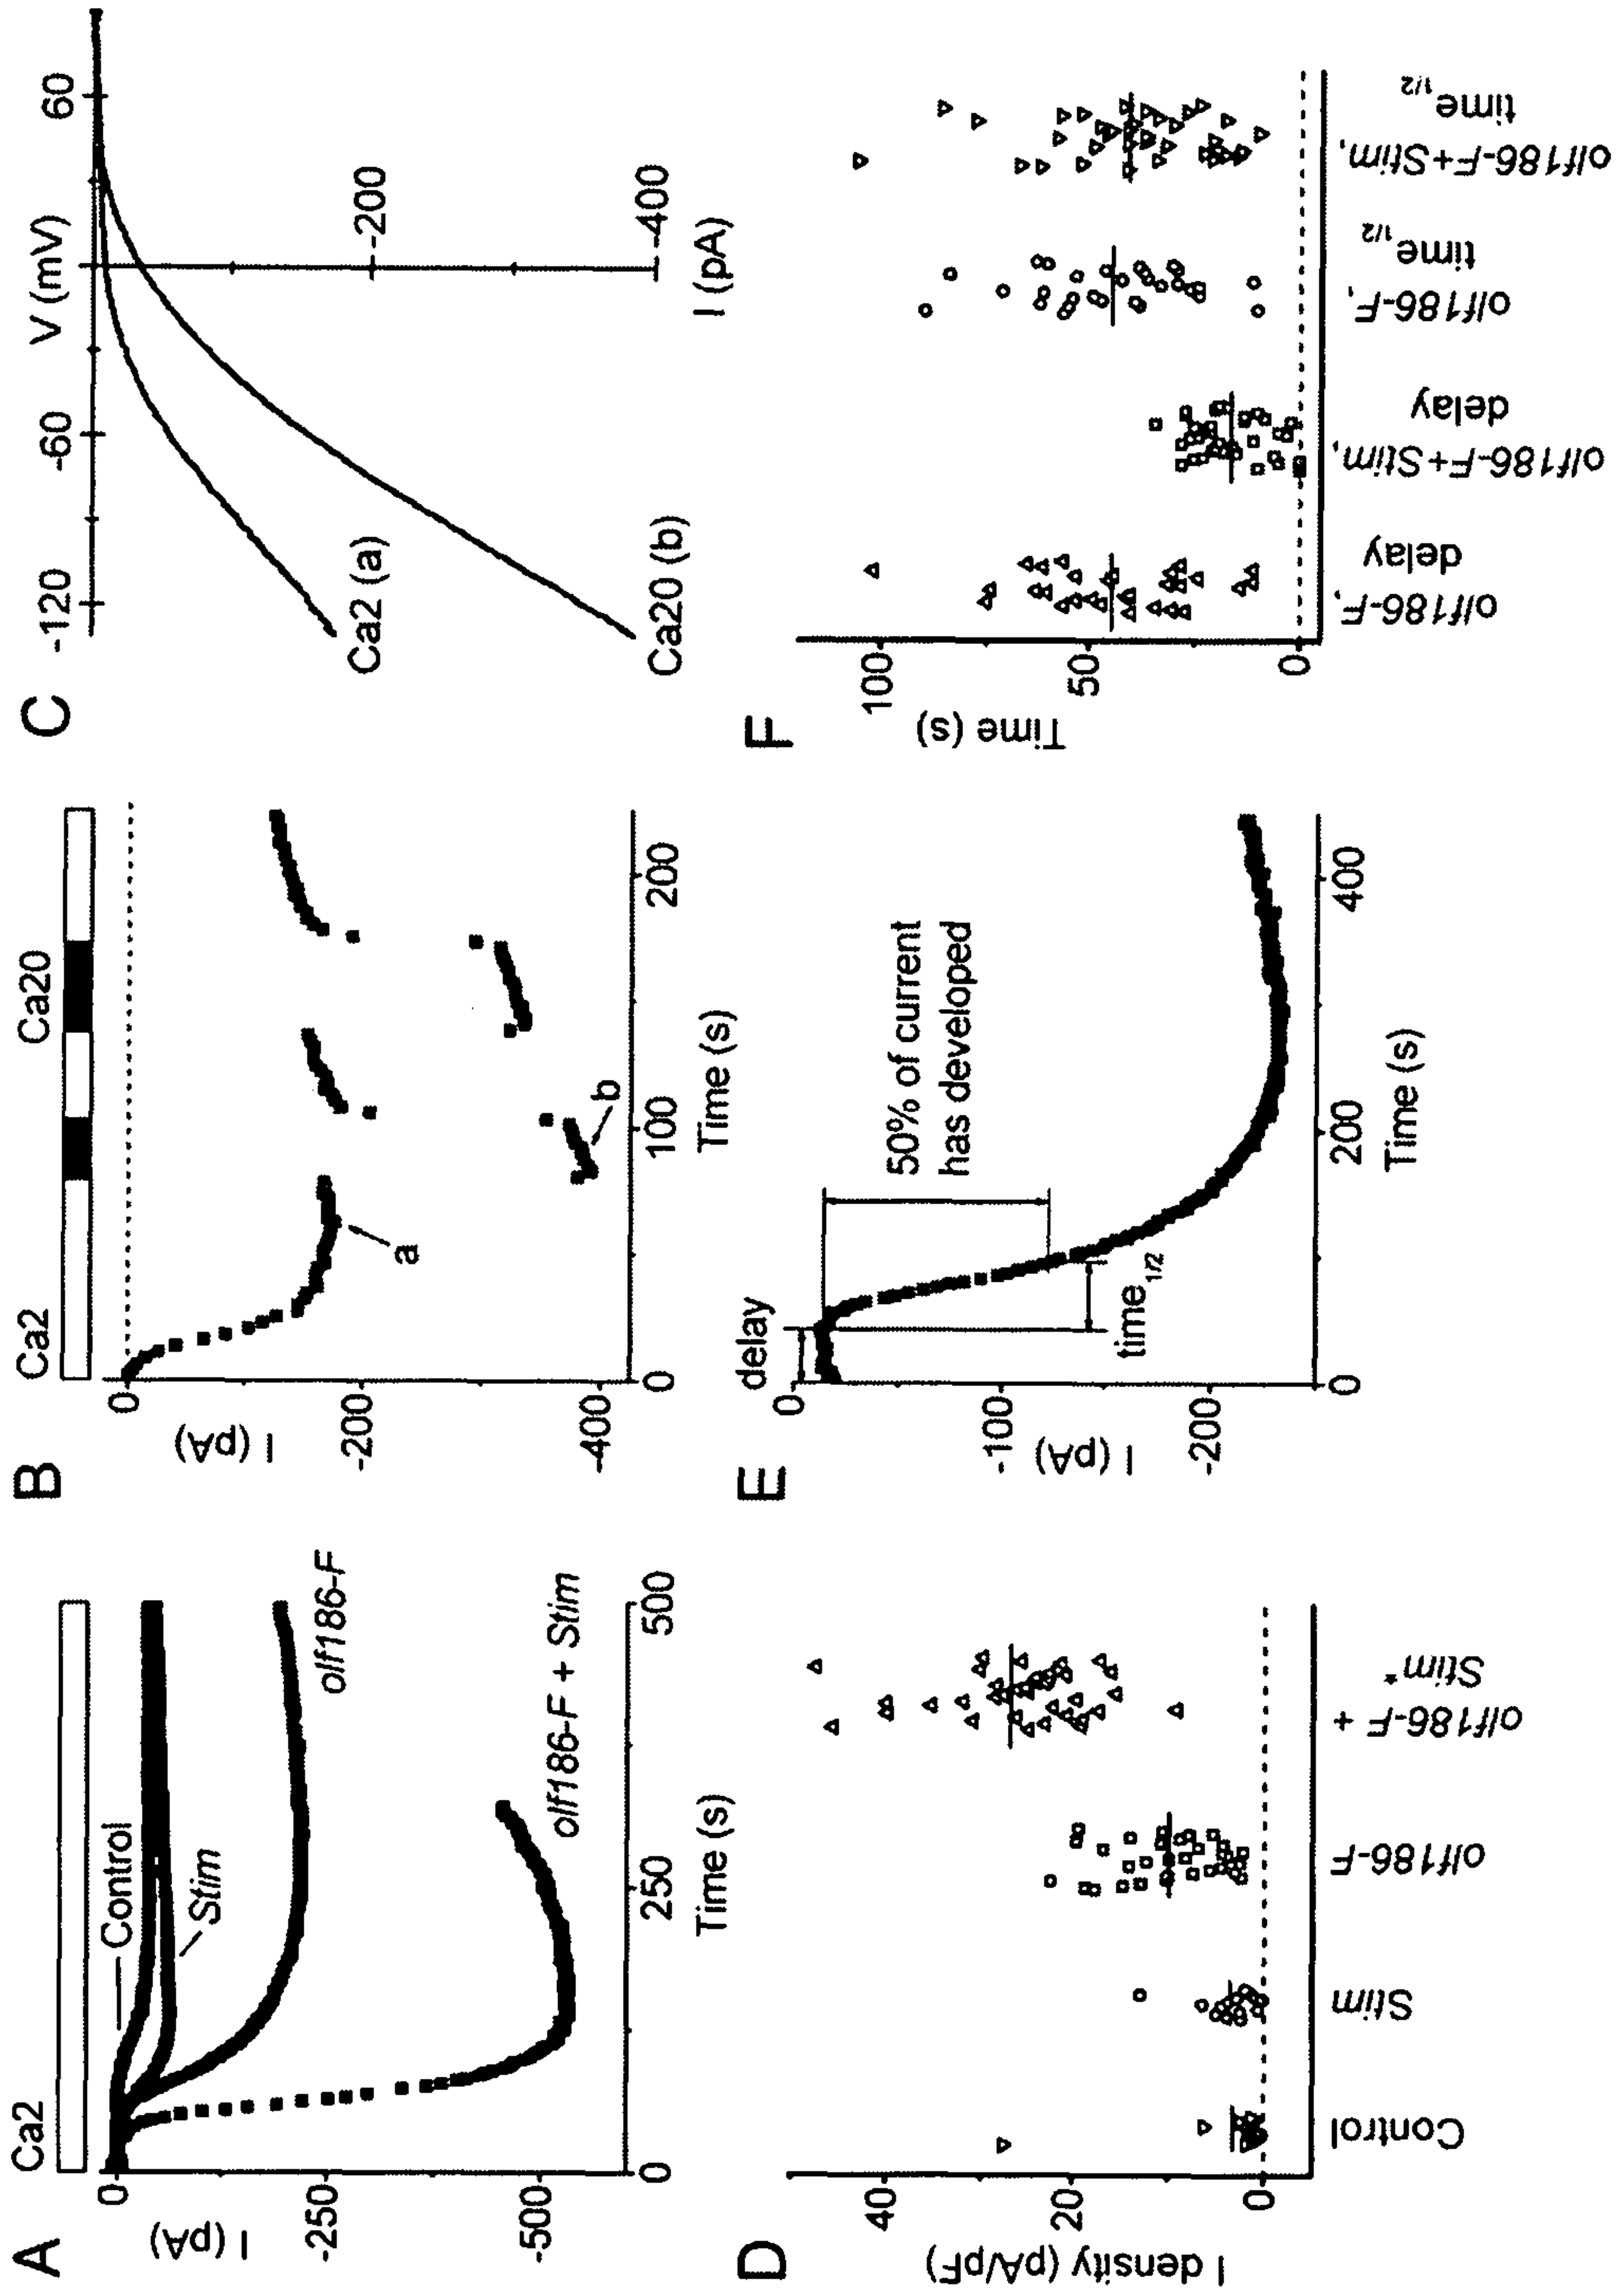 A
Ca2
Control
Stim
olf186-F
olf186-F + Stim
I (pA)
0
-250
-500
0
250
500
Time (s)
B
Ca2
Ca20
I (pA)
0
-200
-400
a
b
0
100
200
Time (s)
C
V (mV)
-120
-60
60
-200
-400
I (pA)
Ca2 (a)
Ca20 (b)
D
I density (pA/pF)
40
20
0
Control
Stim
olf186-F
olf186-F +
Stim*
E
I (pA)
0
-100
-200
delay
50% of current
has developed
time1/2
0
200
400
Time (s)
F
Time (s)
100
50
0
olf186-F,
delay
olf186-F+Stim,
delay
olf186-F,
time1/2
olf186-F+Stim,
time1/2